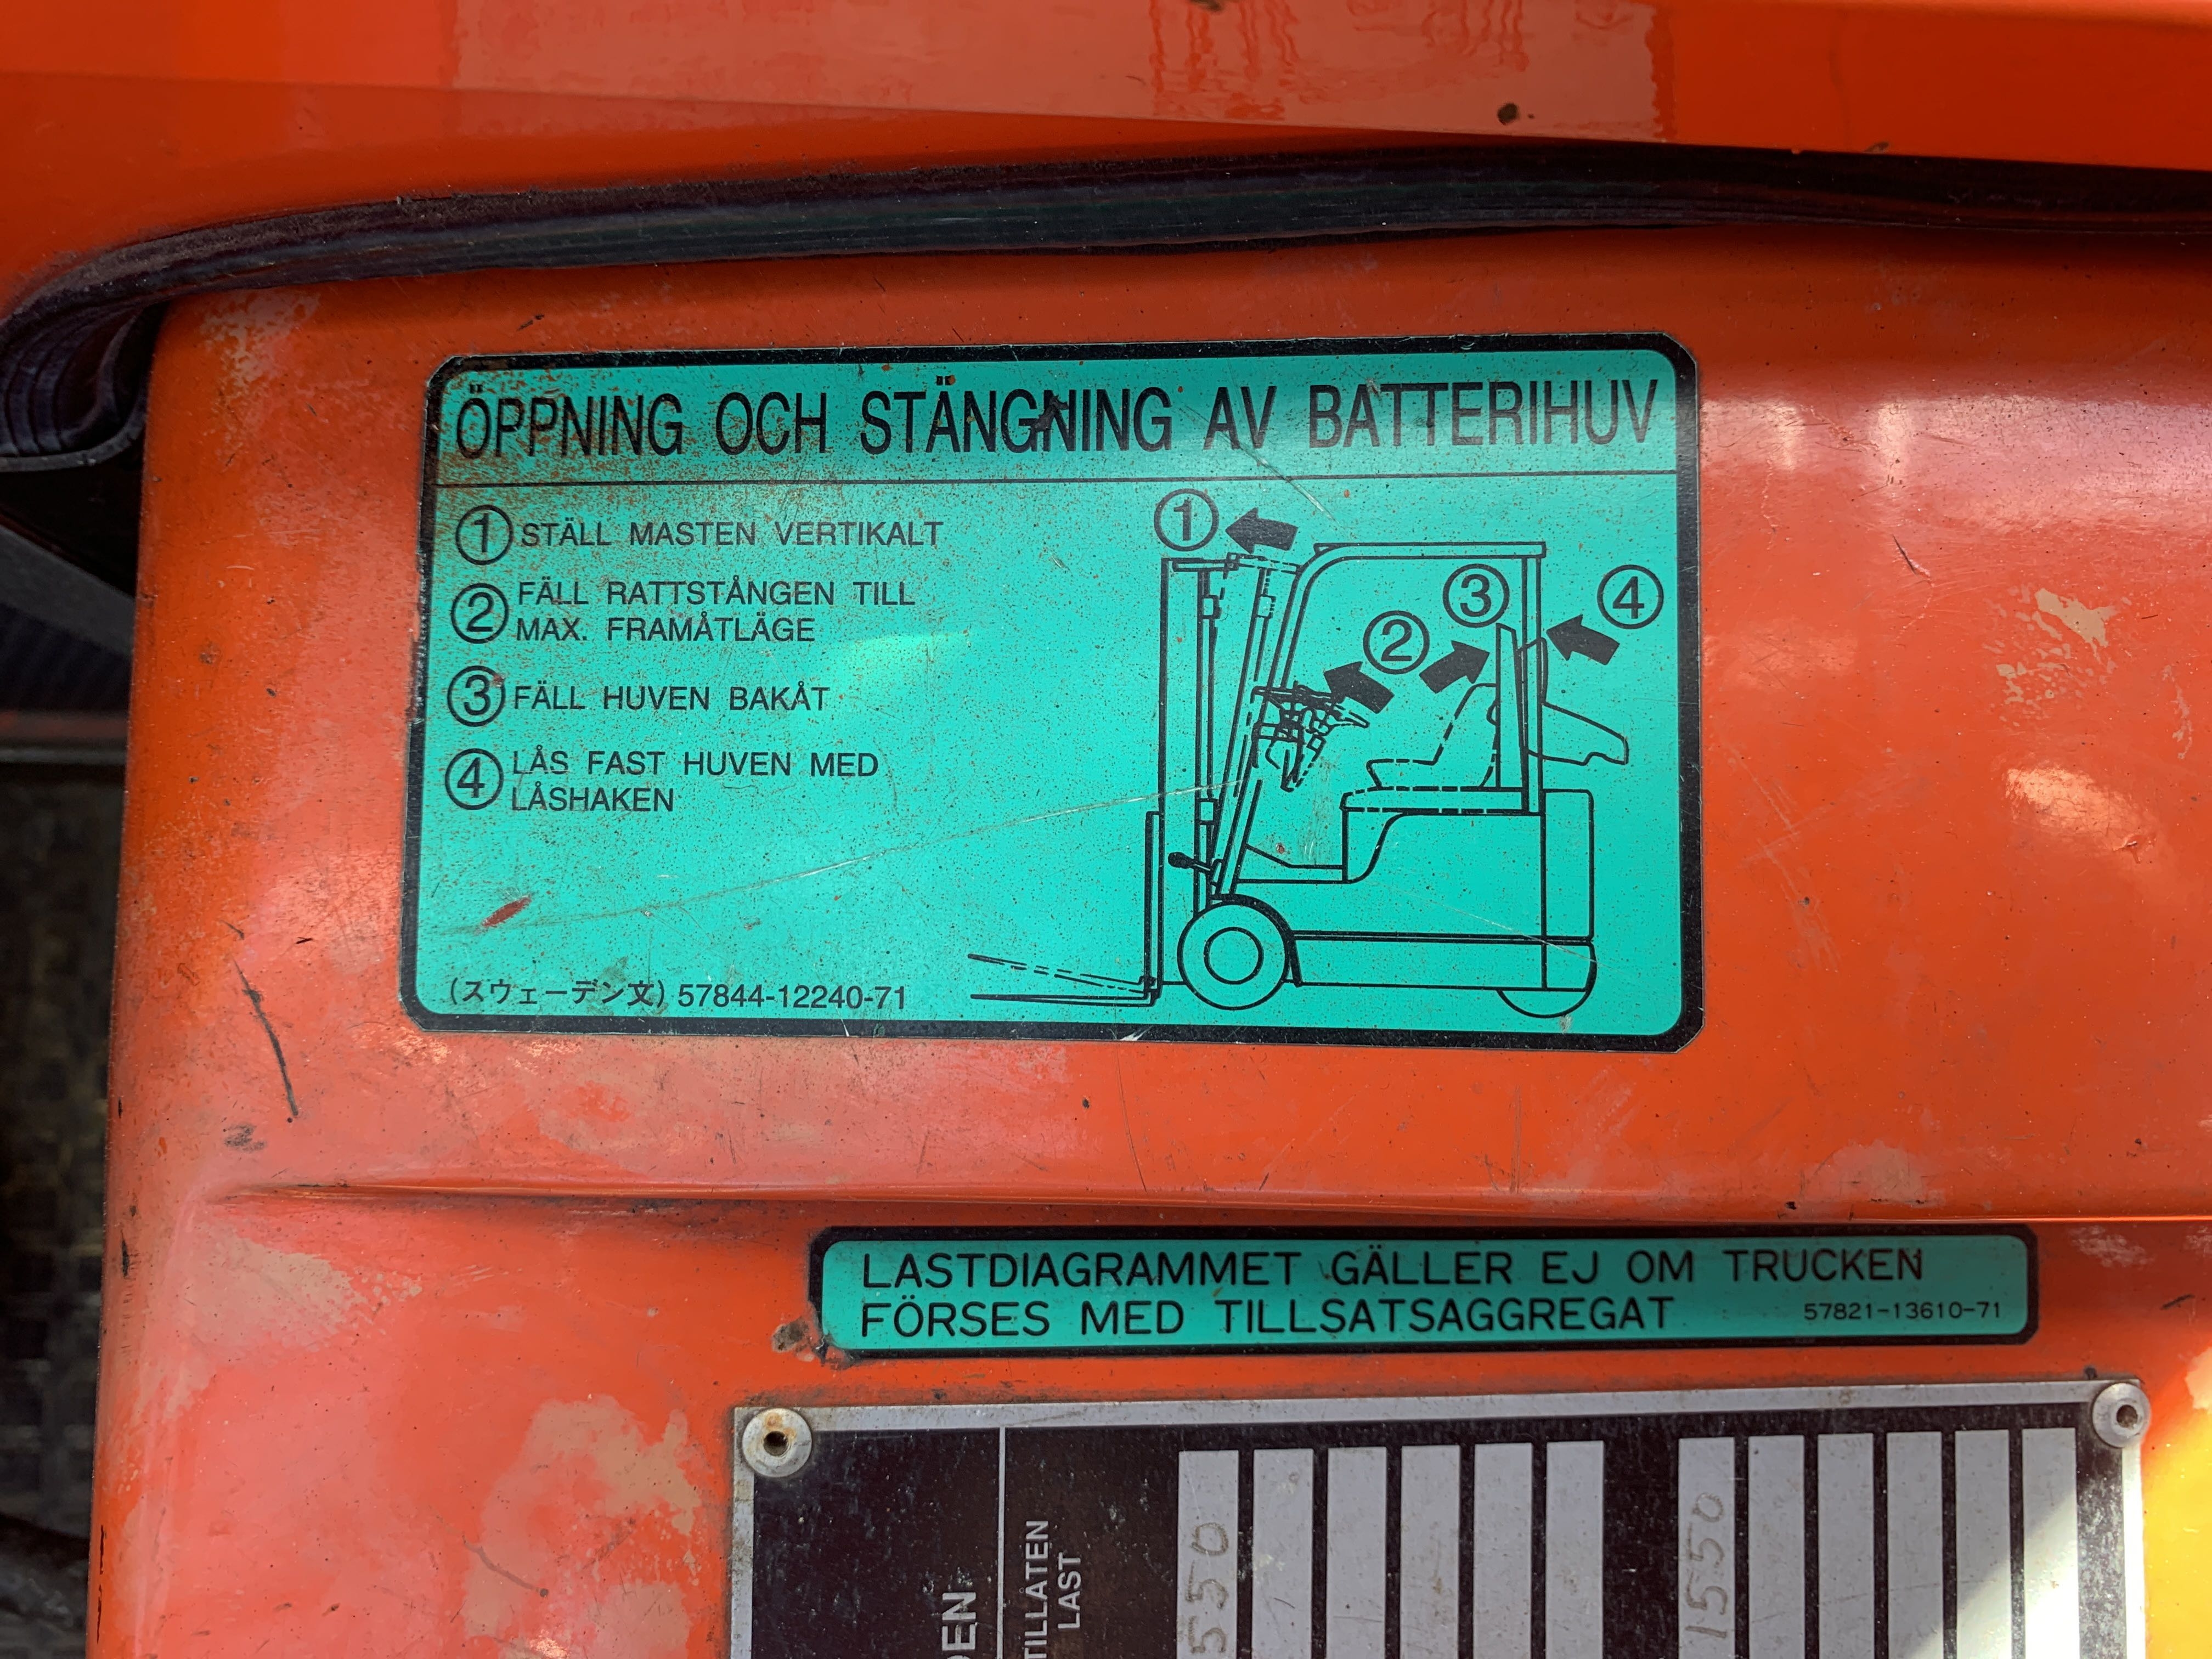 ÖPPNING OCH STÄNGNING AV BATTERIHUV
① STÄLL MASTEN VERTIKALT
② FÄLL RATTSTÅNGEN TILL
MAX. FRAMÅTLÄGE
③ FÄLL HUVEN BAKÅT
④ LÅS FAST HUVEN MED
LÅSHAKEN
①
②
③
④
(スウェーデン文) 57844-12240-71
LASTDIAGRAMMET GÄLLER EJ OM TRUCKEN
FÖRSES MED TILLSATSAGGREGAT 57821-13610-71
TILLÅTEN
LAST
550
1550